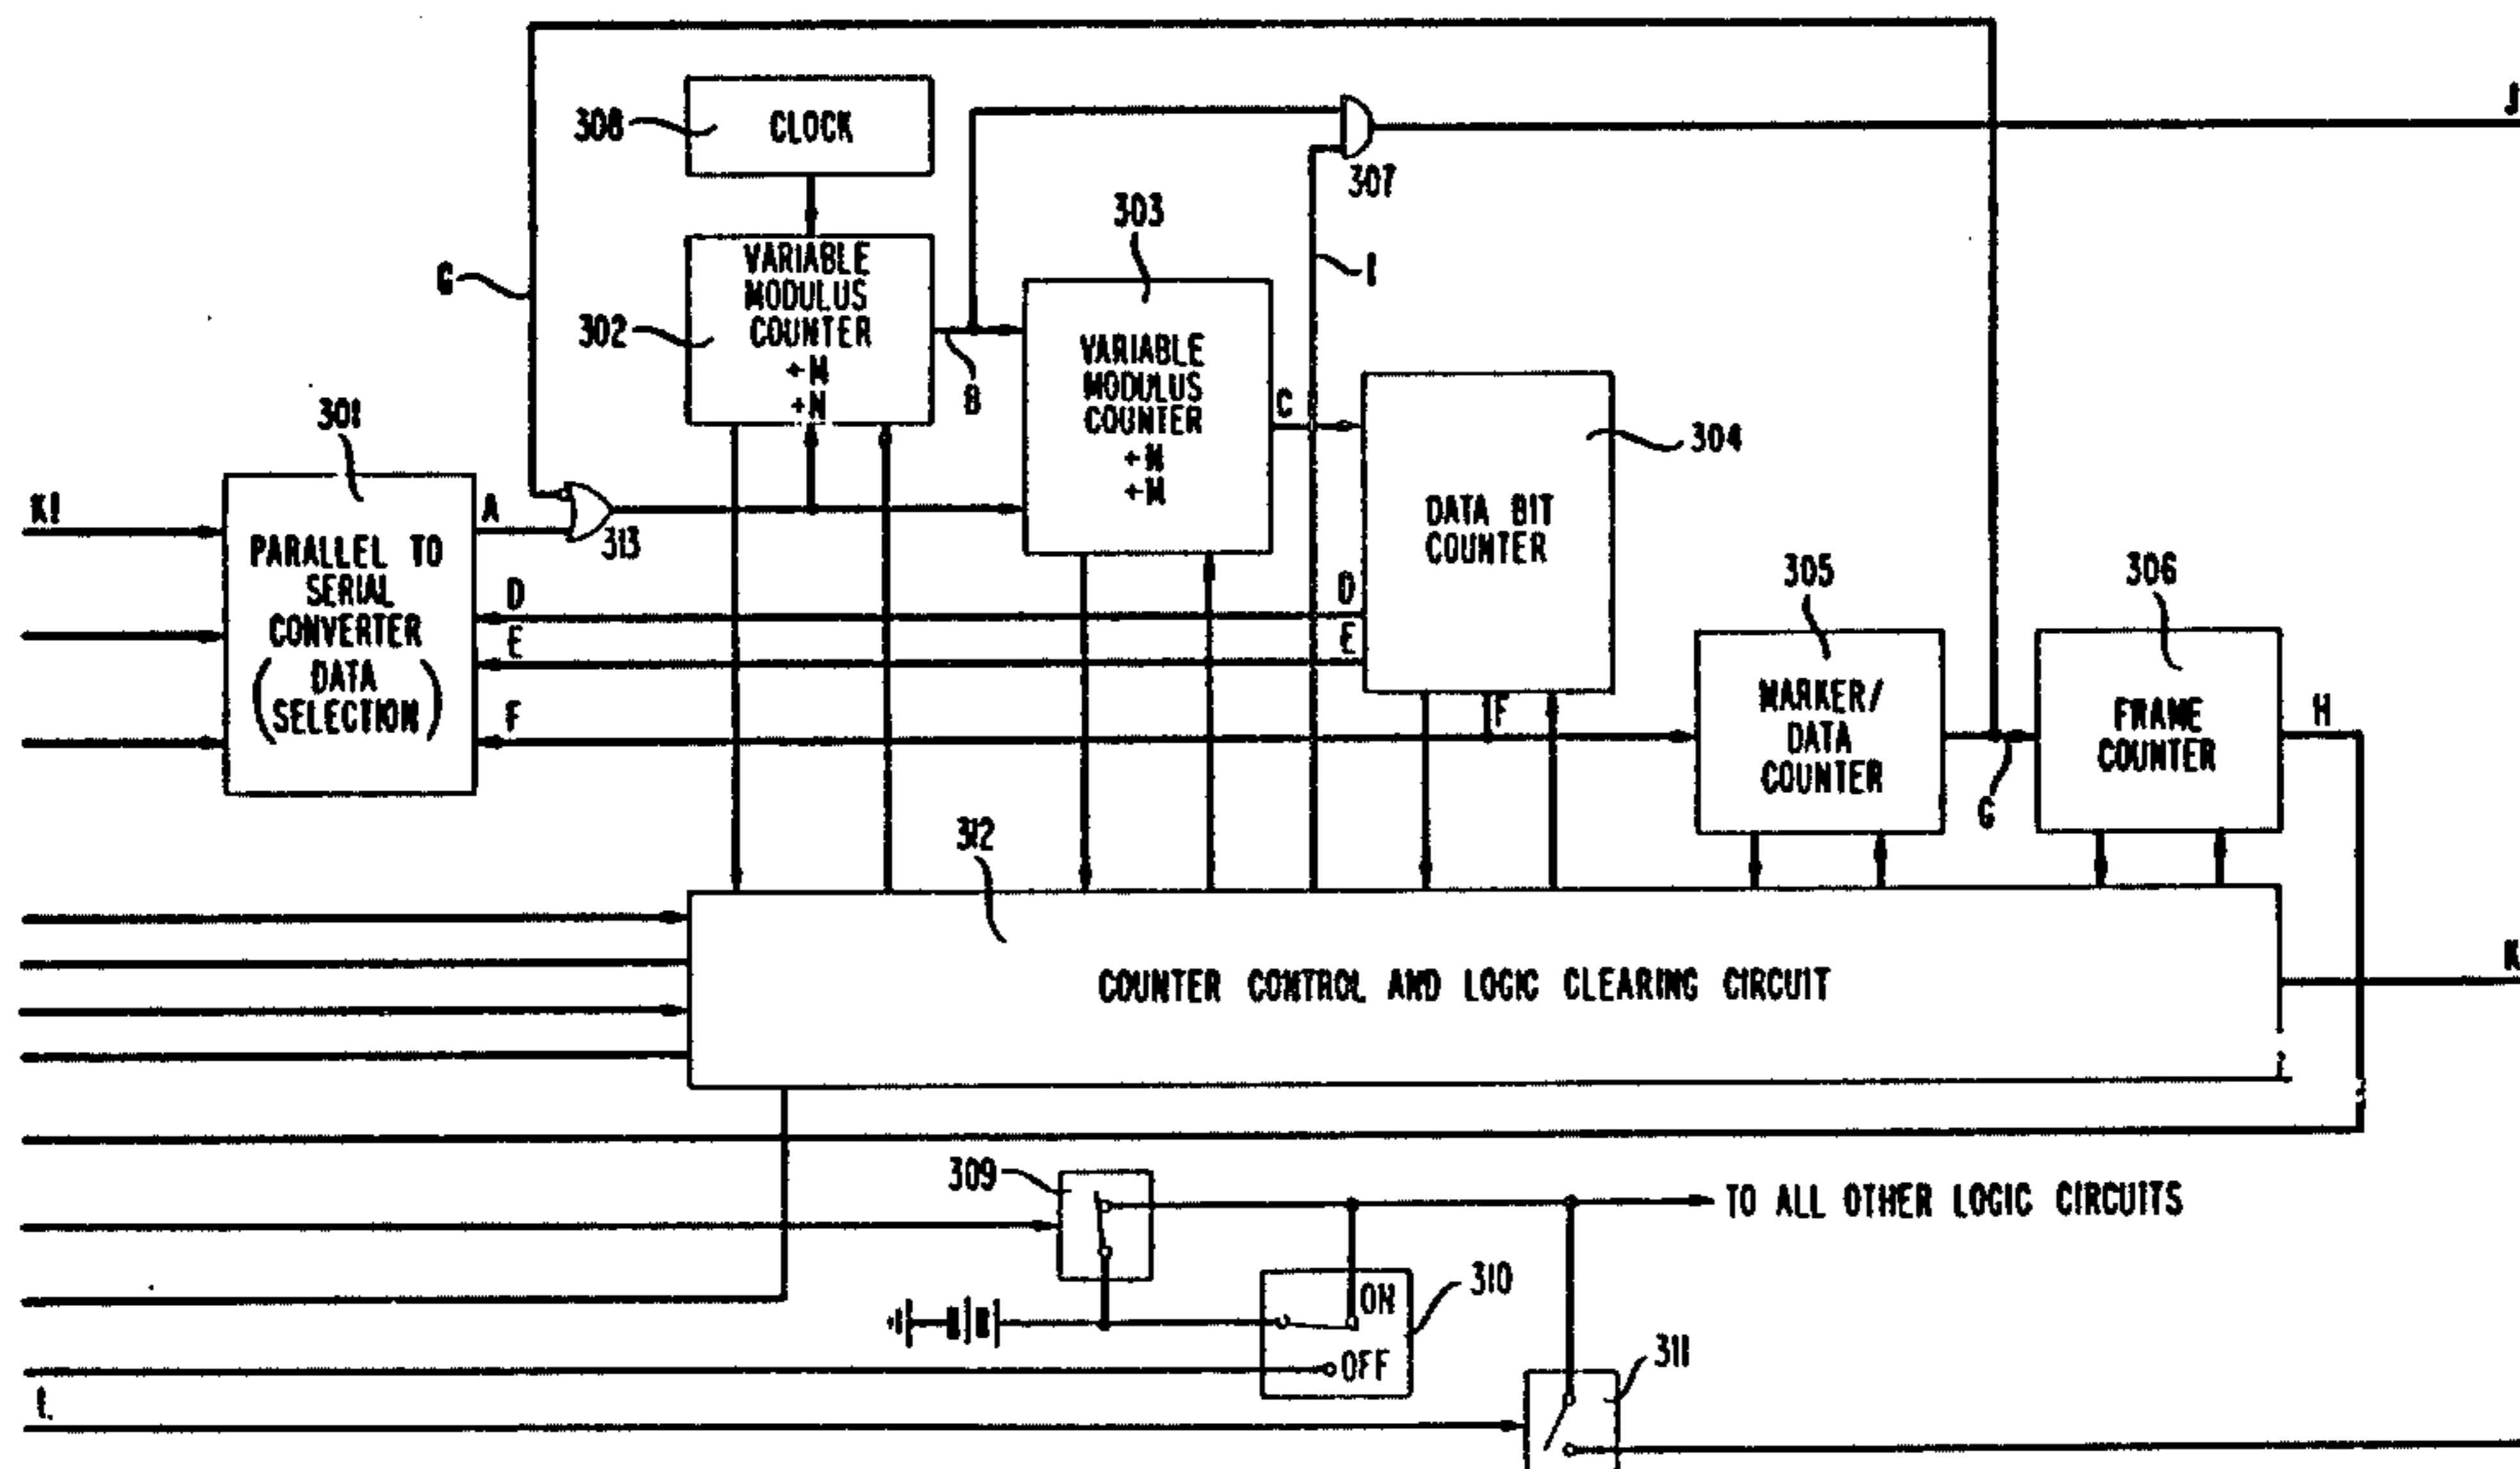 J
308
CLOCK
307
303
G
302
VARIABLE
MODULUS
COUNTER
÷M
÷N
B
I
VARIABLE
MODULUS
COUNTER
÷N
÷M
C
304
301
K!
A
313
DATA BIT
COUNTER
PARALLEL TO
SERIAL
CONVERTER
(DATA
SELECTION)
D
E
F
D
E
F
305
306
MARKER/
DATA
COUNTER
G
FRAME
COUNTER
H
312
COUNTER CONTROL AND LOGIC CLEARING CIRCUIT
K
309
TO ALL OTHER LOGIC CIRCUITS
310
ON
OFF
311